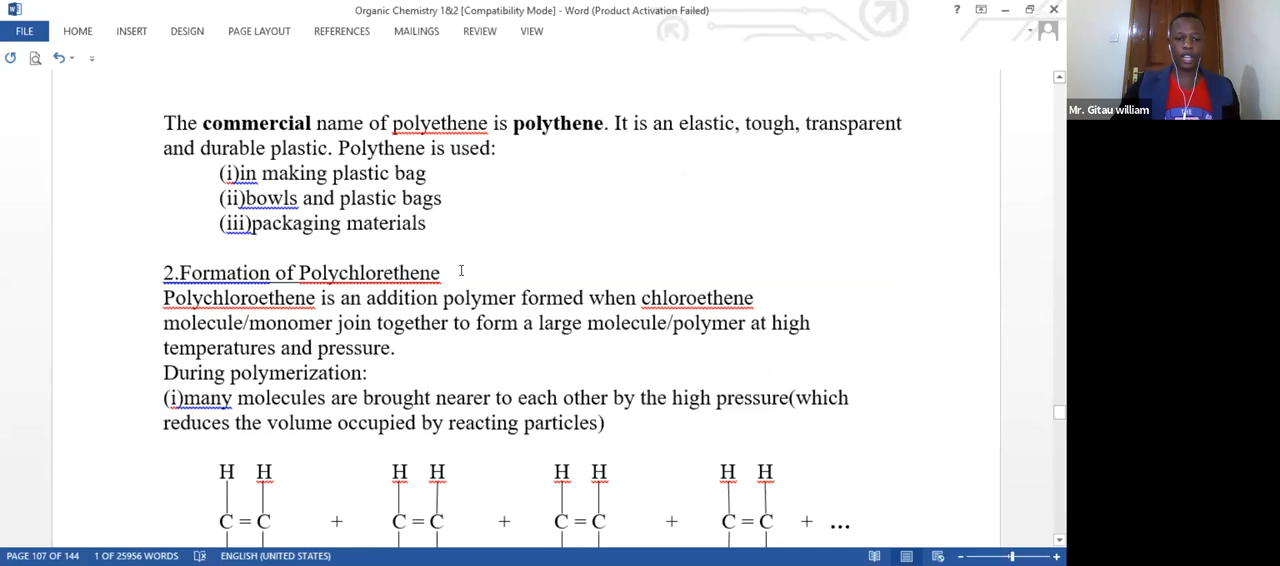 Organic Chemistry 1&2 [Compatibility Mode] - Word (Product Activation Failed)
FILE HOME INSERT DESIGN PAGE LAYOUT REFERENCES MAILINGS REVIEW VIEW
Mr. Gitau william
The commercial name of polyethene is polythene. It is an elastic, tough, transparent
and durable plastic. Polythene is used:
(i)in making plastic bag
(ii)bowls and plastic bags
(iii)packaging materials
2.Formation of Polychlorethene
Polychloroethene is an addition polymer formed when chloroethene
molecule/monomer join together to form a large molecule/polymer at high
temperatures and pressure.
During polymerization:
(i)many molecules are brought nearer to each other by the high pressure(which
reduces the volume occupied by reacting particles)
H H H H H H H H
C = C + C = C + C = C + C = C + …
PAGE 107 OF 144 1 OF 25956 WORDS ENGLISH (UNITED STATES)